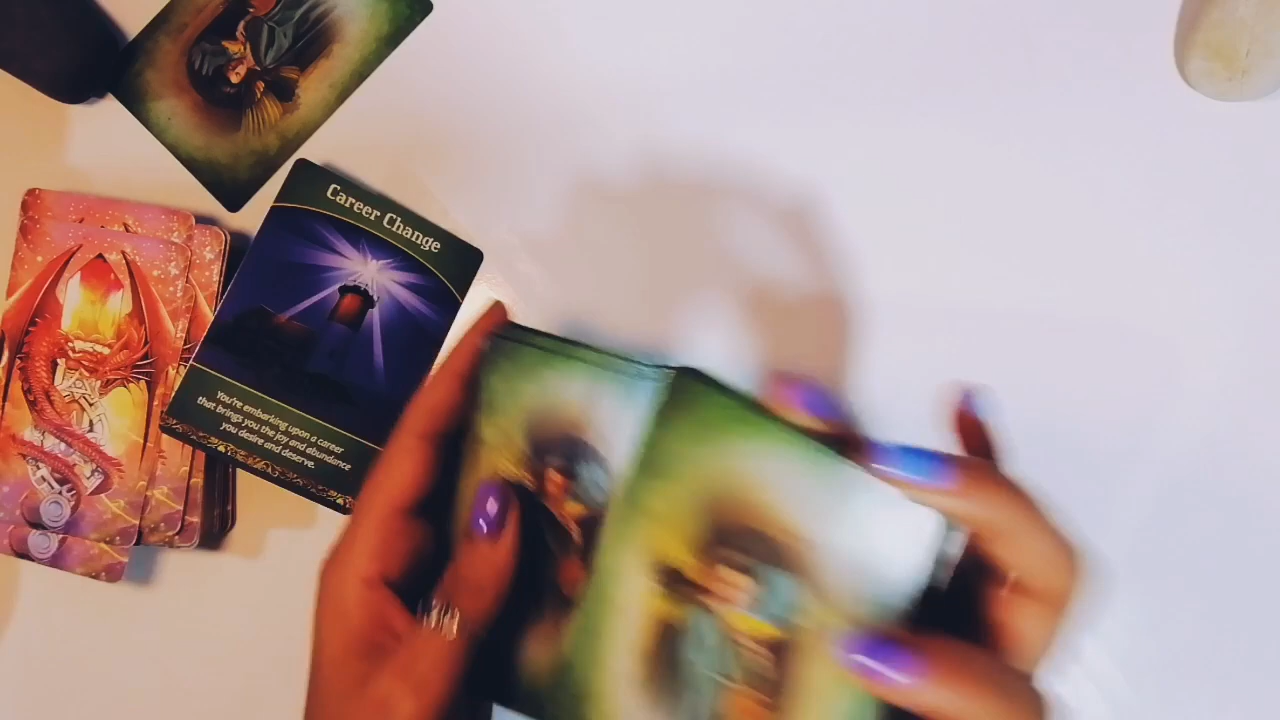 Career Change
You're embarking upon a career
that brings you the joy and abundance
you desire and deserve.